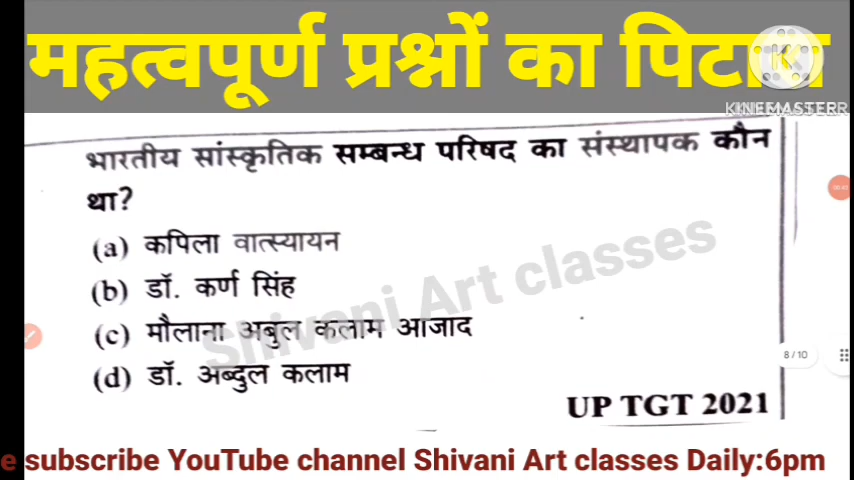 महत्वपूर्ण प्रश्नों का पिटारा
KINEMASTER
भारतीय सांस्कृतिक सम्बन्ध परिषद का संस्थापक कौन
था?
(a) कपिला वात्स्यायन
(b) डॉ. कर्ण सिंह
(c) मौलाना अबुल कलाम आजाद
(d) डॉ. अब्दुल कलाम
Shivani Art classes
8/10
UP TGT 2021
e subscribe YouTube channel Shivani Art classes Daily:6pm